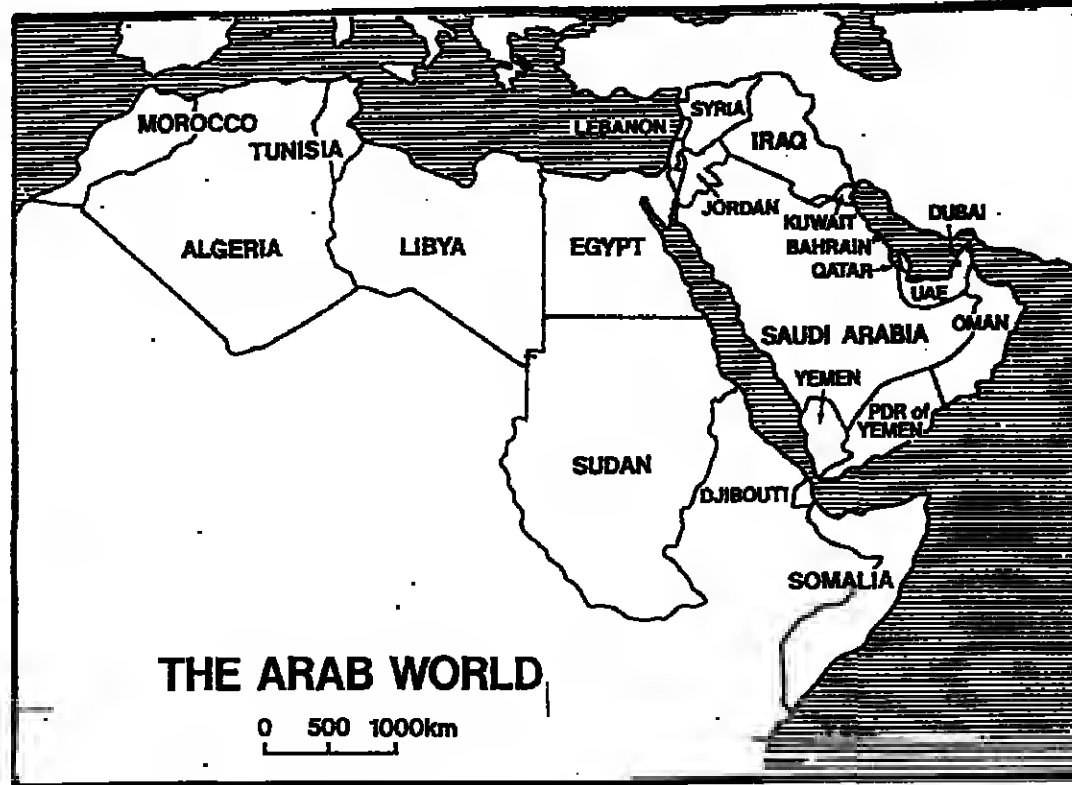 SYRIA
LEBANON
MOROCCO
IRAQ
TUNISIA
JORDAN
KUWAIT
DUBAI
BAHRAIN
ALGERIA
LIBYA
EGYPT
QATAR
UAE
SAUDI ARABIA
OMAN
YEMEN
PDR of
YEMEN
SUDAN
DJIBOUTI
SOMALIA
THE ARAB WORLD
0 500 1000km